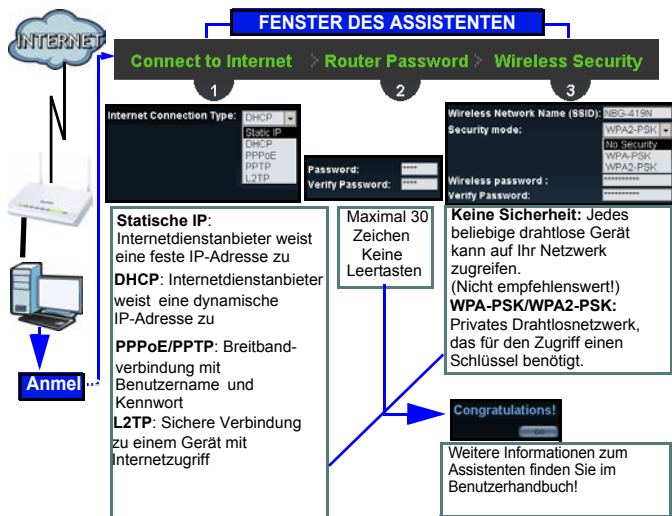 FENSTER DES ASSISTENTEN
INTERNET
Connect to Internet > Router Password > Wireless Security
1
2
3
Internet Connection Type: DHCP
Static IP
DHCP
PPPoE
PPTP
L2TP
Password: ****
Verify Password: ****
Wireless Network Name (SSID): NBG-419N
Security mode: WPA2-PSK
No Security
WPA-PSK
WPA2-PSK
Wireless password : **********
Verify Password: **********
Statische IP:
Internetdienstanbieter weist
eine feste IP-Adresse zu
DHCP: Internetdienstanbieter
weist eine dynamische
IP-Adresse zu
PPPoE/PPTP: Breitband-
verbindung mit
Benutzername und
Kennwort
L2TP: Sichere Verbindung
zu einem Gerät mit
Internetzugriff
Maximal 30
Zeichen
Keine
Leertasten
Keine Sicherheit: Jedes
beliebige drahtlose Gerät
kann auf Ihr Netzwerk
zugreifen.
(Nicht empfehlenswert!)
WPA-PSK/WPA2-PSK:
Privates Drahtlosnetzwerk,
das für den Zugriff einen
Schlüssel benötigt.
Anmel
Congratulations!
GO
Weitere Informationen zum
Assistenten finden Sie im
Benutzerhandbuch!